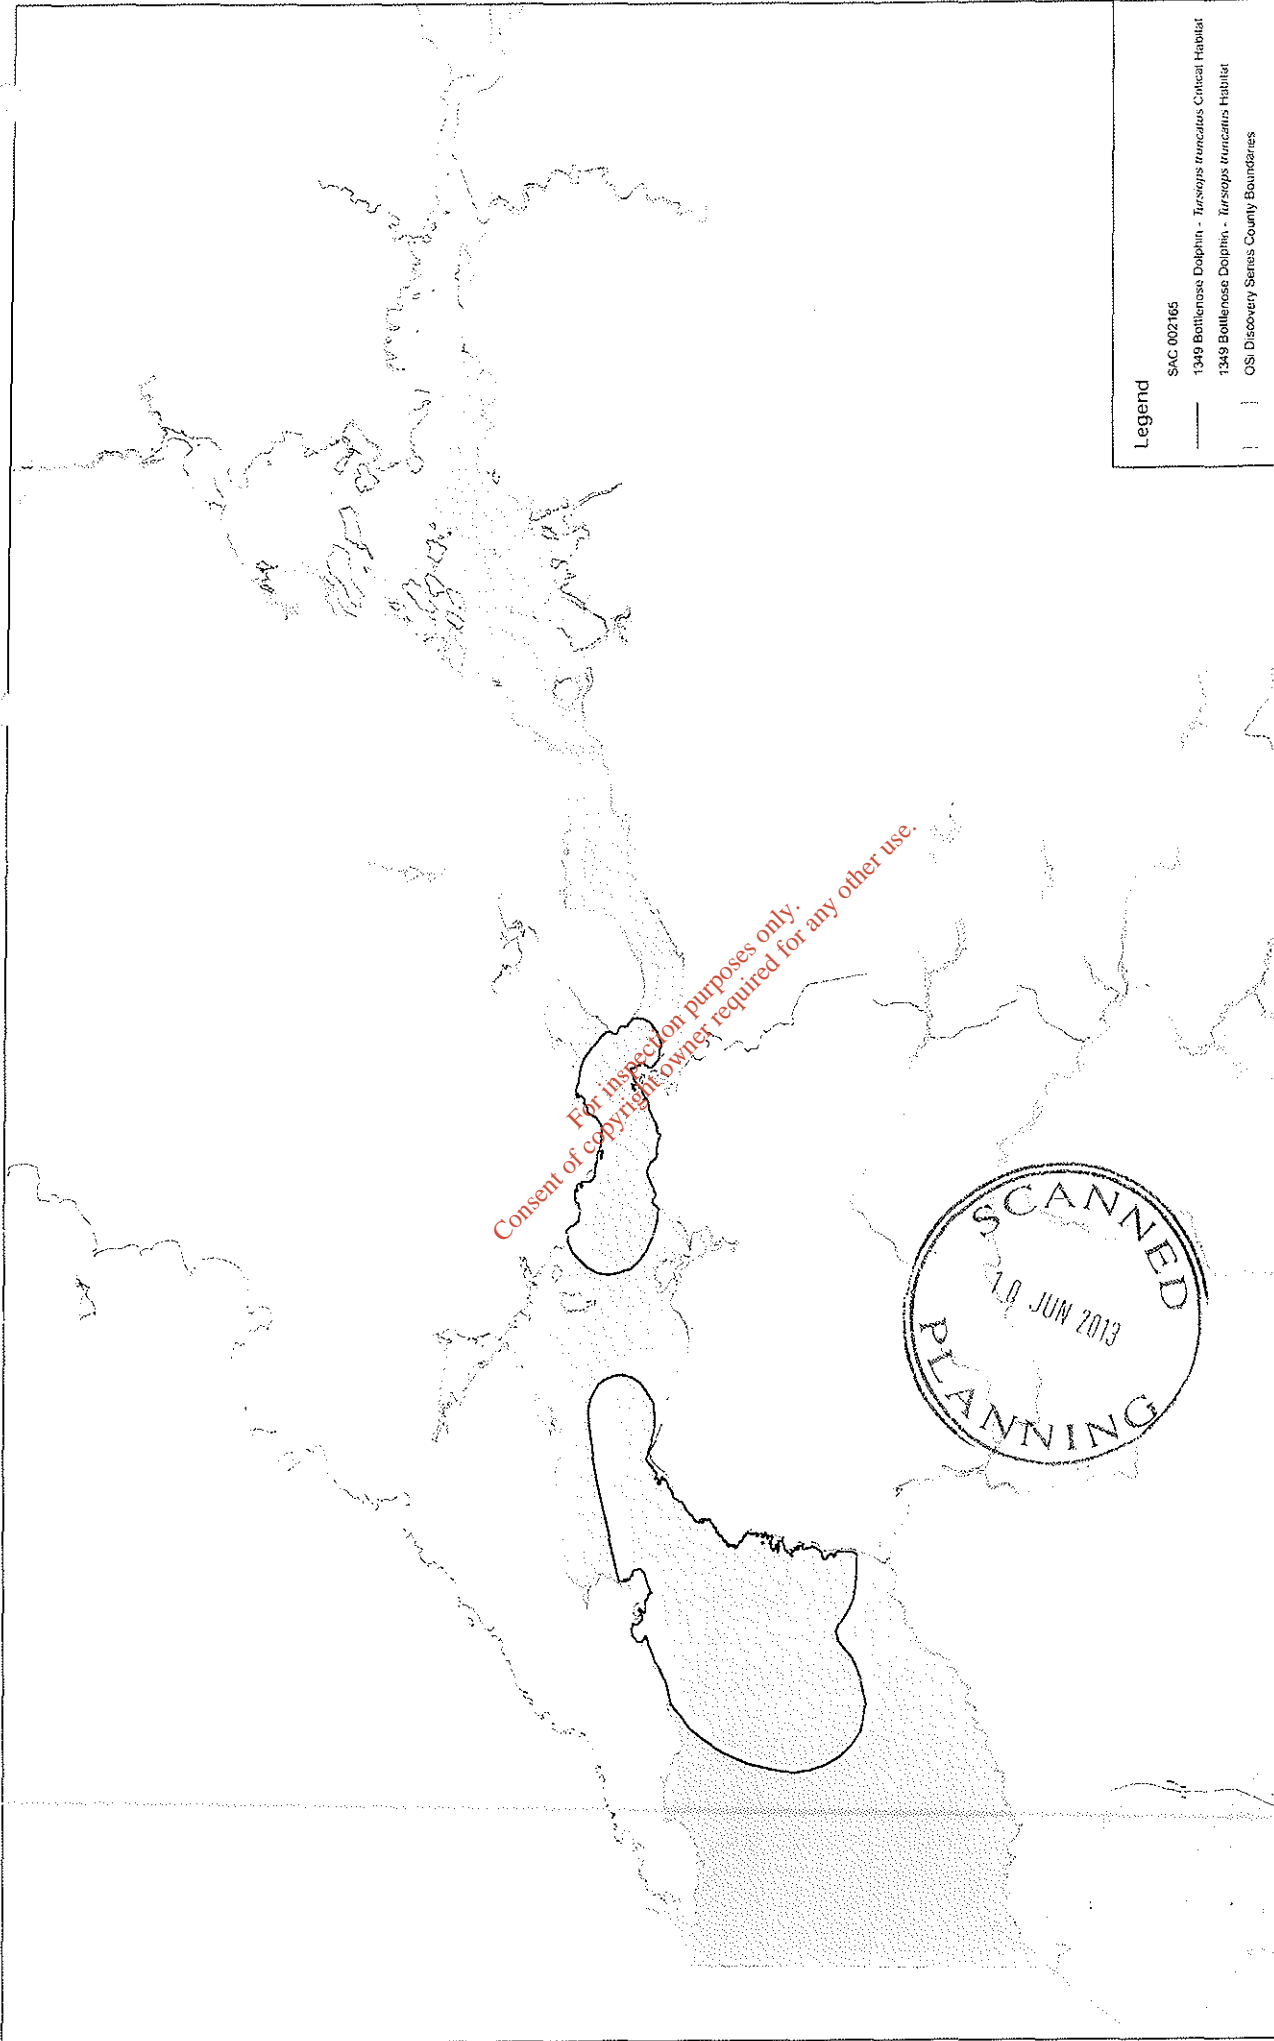 Legend
SAC 002165
1349 Bottlenose Dolphin - Tursiops truncatus Critical Habitat
1349 Bottlenose Dolphin - Tursiops truncatus Habitat
OSi Discovery Series County Boundaries
For inspection purposes only.
Consent of copyright owner required for any other use.
SCANNED
10 JUN 2013
PLANNING